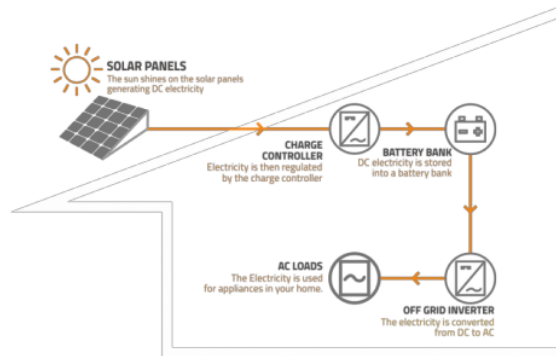 SOLAR PANELS
The sun shines on the solar panels
generating DC electricity
CHARGE
CONTROLLER
Electricity is then regulated
by the charge controller
BATTERY BANK
DC electricity is stored
into a battery bank
AC LOADS
The Electricity is used
for appliances in your home.
OFF GRID INVERTER
The electricity is converted
from DC to AC